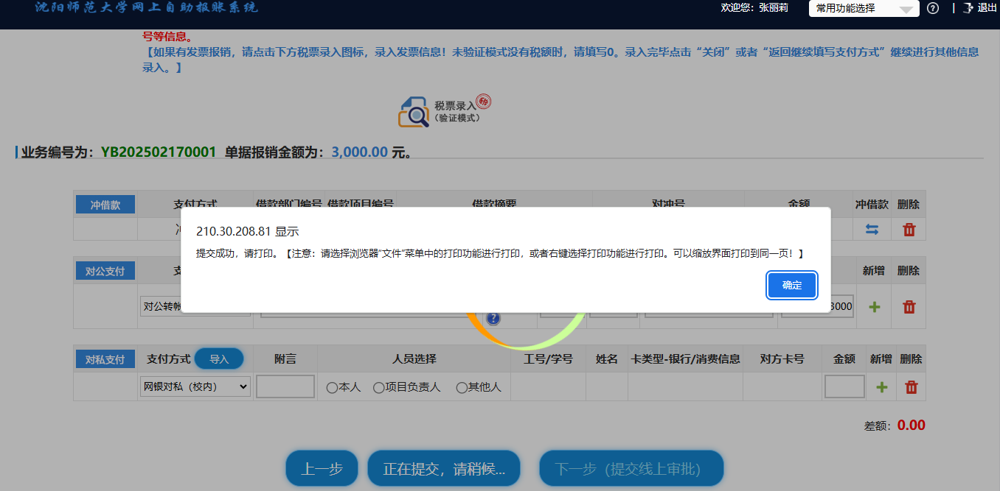 沈阳师范大学网上自助报账系统
欢迎您：张丽莉 常用功能选择 ? | 退出
号等信息。
【如果有发票报销，请点击下方税票录入图标，录入发票信息！未验证模式没有税额时，请填写0。录入完毕点击“关闭”或者“返回继续填写支付方式”继续进行其他信息
录入。】
税票录入 税
（验证模式）
业务编号为：YB202502170001 单据报销金额为：3,000.00 元。
冲借款 支付方式 借款部门编号 借款项目编号 借款摘要 对冲号 金额 冲借款 删除
210.30.208.81 显示
提交成功，请打印。【注意：请选择浏览器“文件”菜单中的打印功能进行打印，或者右键选择打印功能进行打印。可以缩放界面打印到同一页！】
确定
对公支付 支 新增 删除
对公转帐 ? 3000
对私支付 支付方式 导入 附言 人员选择 工号/学号 姓名 卡类型-银行/消费信息 对方卡号 金额 新增 删除
网银对私（校内） 本人 项目负责人 其他人
差额：0.00
上一步 正在提交，请稍候... 下一步（提交线上审批）